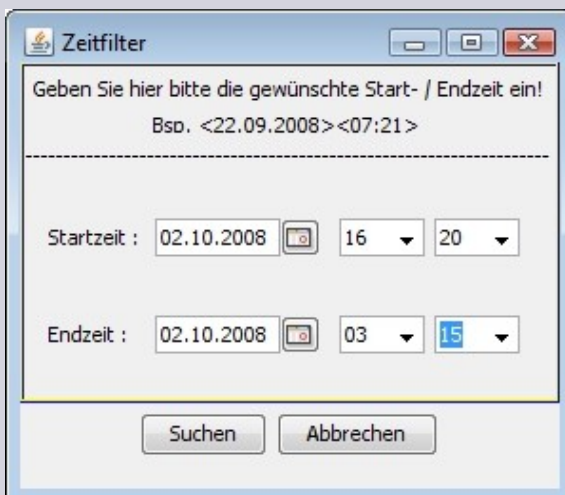 Zeitfilter
Geben Sie hier bitte die gewünschte Start- / Endzeit ein!
Bsp. <22.09.2008><07:21>
Startzeit : 02.10.2008 16 20
Endzeit : 02.10.2008 03 15
Suchen Abbrechen